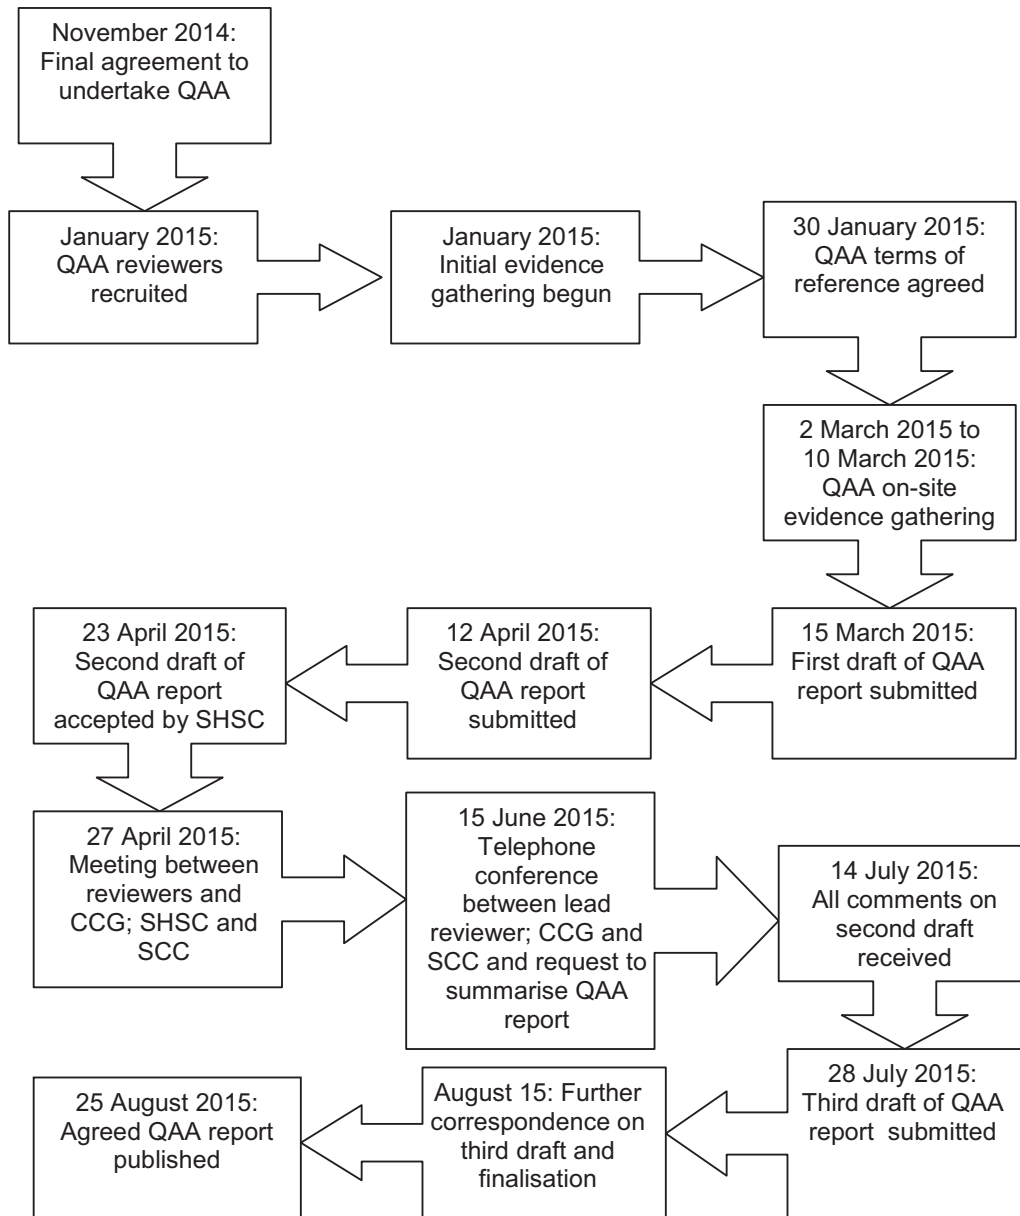 November 2014:
Final agreement to
undertake QAA
January 2015:
QAA reviewers
recruited
January 2015:
Initial evidence
gathering begun
30 January 2015:
QAA terms of
reference agreed
2 March 2015 to
10 March 2015:
QAA on-site
evidence gathering
15 March 2015:
First draft of QAA
report submitted
12 April 2015:
Second draft of
QAA report
submitted
23 April 2015:
Second draft of
QAA report
accepted by SHSC
27 April 2015:
Meeting between
reviewers and
CCG; SHSC and
SCC
15 June 2015:
Telephone
conference
between lead
reviewer; CCG and
SCC and request to
summarise QAA
report
14 July 2015:
All comments on
second draft
received
28 July 2015:
Third draft of QAA
report submitted
August 15: Further
correspondence on
third draft and
finalisation
25 August 2015:
Agreed QAA report
published